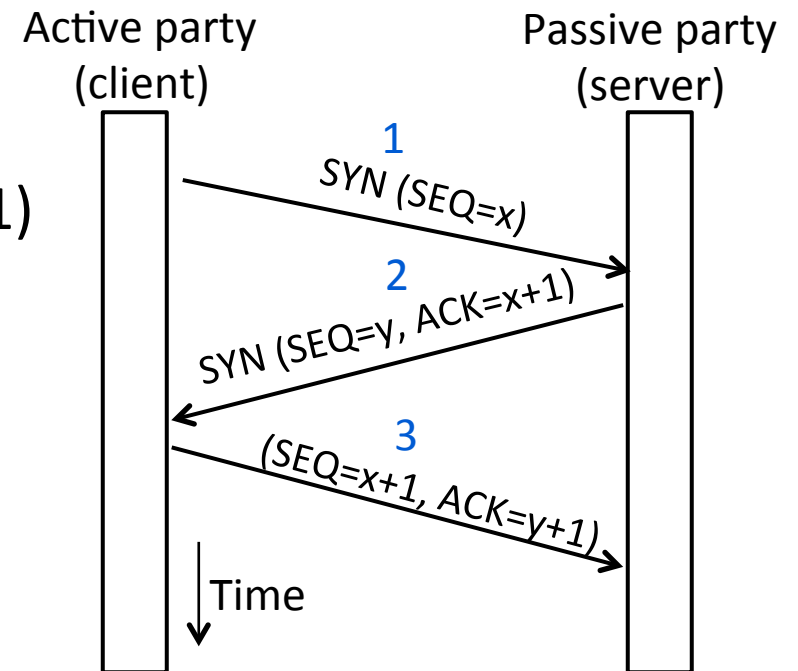 Active party
(client)
Passive party
(server)
1
SYN (SEQ=x)
1)
2
SYN (SEQ=y, ACK=x+1)
3
(SEQ=x+1, ACK=y+1)
Time